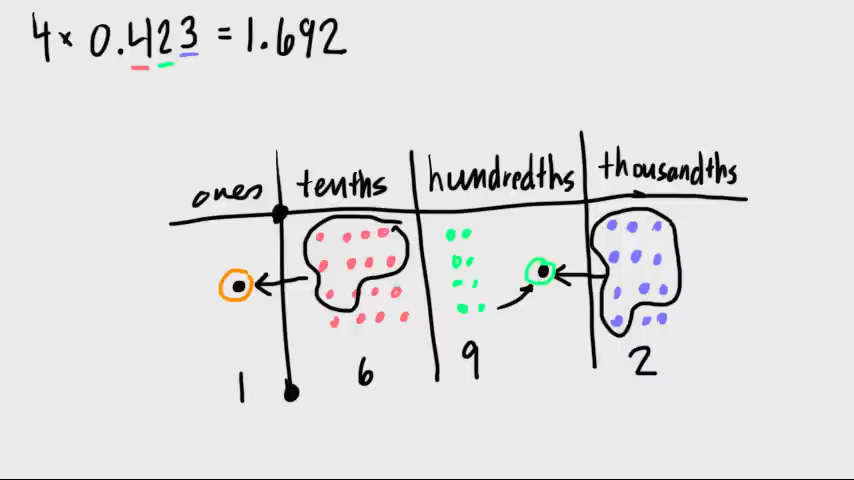 4 × 0.423 = 1.692
ones tenths hundredths thousandths
1 6 9 2